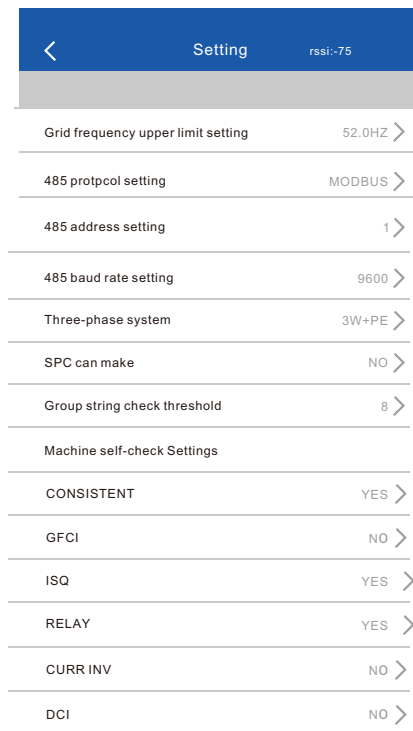 Setting rssi:-75
Grid frequency upper limit setting 52.0HZ
485 protpcol setting MODBUS
485 address setting 1
485 baud rate setting 9600
Three-phase system 3W+PE
SPC can make NO
Group string check threshold 8
Machine self-check Settings
CONSISTENT YES
GFCI NO
ISQ YES
RELAY YES
CURR INV NO
DCI NO